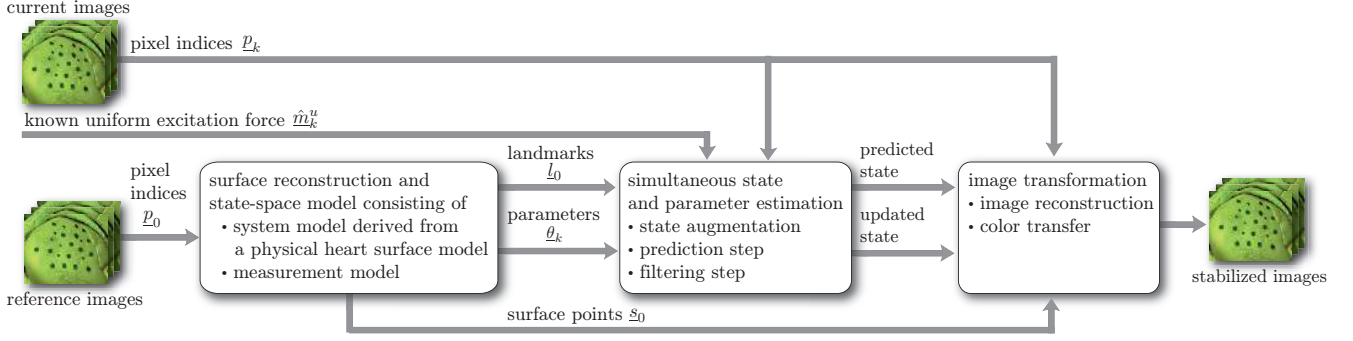 current images
pixel indices p_k
known uniform excitation force m̂_k^u
pixel
indices
p_0
reference images
surface reconstruction and
state-space model consisting of
• system model derived from
a physical heart surface model
• measurement model
landmarks
l_0
parameters
θ_k
simultaneous state
and parameter estimation
• state augmentation
• prediction step
• filtering step
predicted
state
updated
state
image transformation
• image reconstruction
• color transfer
stabilized images
surface points s_0